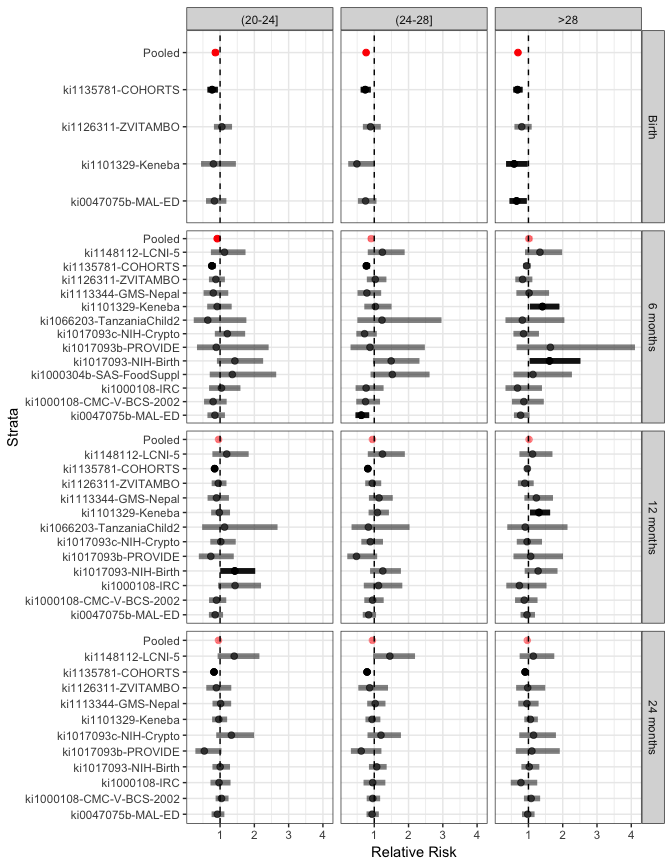 (20-24] (24-28] >28
Pooled
ki1135781-COHORTS
ki1126311-ZVITAMBO
ki1101329-Keneba
ki0047075b-MAL-ED
Birth
Pooled
ki1148112-LCNI-5
ki1135781-COHORTS
ki1126311-ZVITAMBO
ki1113344-GMS-Nepal
ki1101329-Keneba
ki1066203-TanzaniaChild2
ki1017093c-NIH-Crypto
ki1017093b-PROVIDE
ki1017093-NIH-Birth
ki1000304b-SAS-FoodSuppl
ki1000108-IRC
ki1000108-CMC-V-BCS-2002
ki0047075b-MAL-ED
6 months
Strata
Pooled
ki1148112-LCNI-5
ki1135781-COHORTS
ki1126311-ZVITAMBO
ki1113344-GMS-Nepal
ki1101329-Keneba
ki1066203-TanzaniaChild2
ki1017093c-NIH-Crypto
ki1017093b-PROVIDE
ki1017093-NIH-Birth
ki1000108-IRC
ki1000108-CMC-V-BCS-2002
ki0047075b-MAL-ED
12 months
Pooled
ki1148112-LCNI-5
ki1135781-COHORTS
ki1126311-ZVITAMBO
ki1113344-GMS-Nepal
ki1101329-Keneba
ki1017093c-NIH-Crypto
ki1017093b-PROVIDE
ki1017093-NIH-Birth
ki1000108-IRC
ki1000108-CMC-V-BCS-2002
ki0047075b-MAL-ED
24 months
1 2 3 4 1 2 3 4 1 2 3 4
Relative Risk